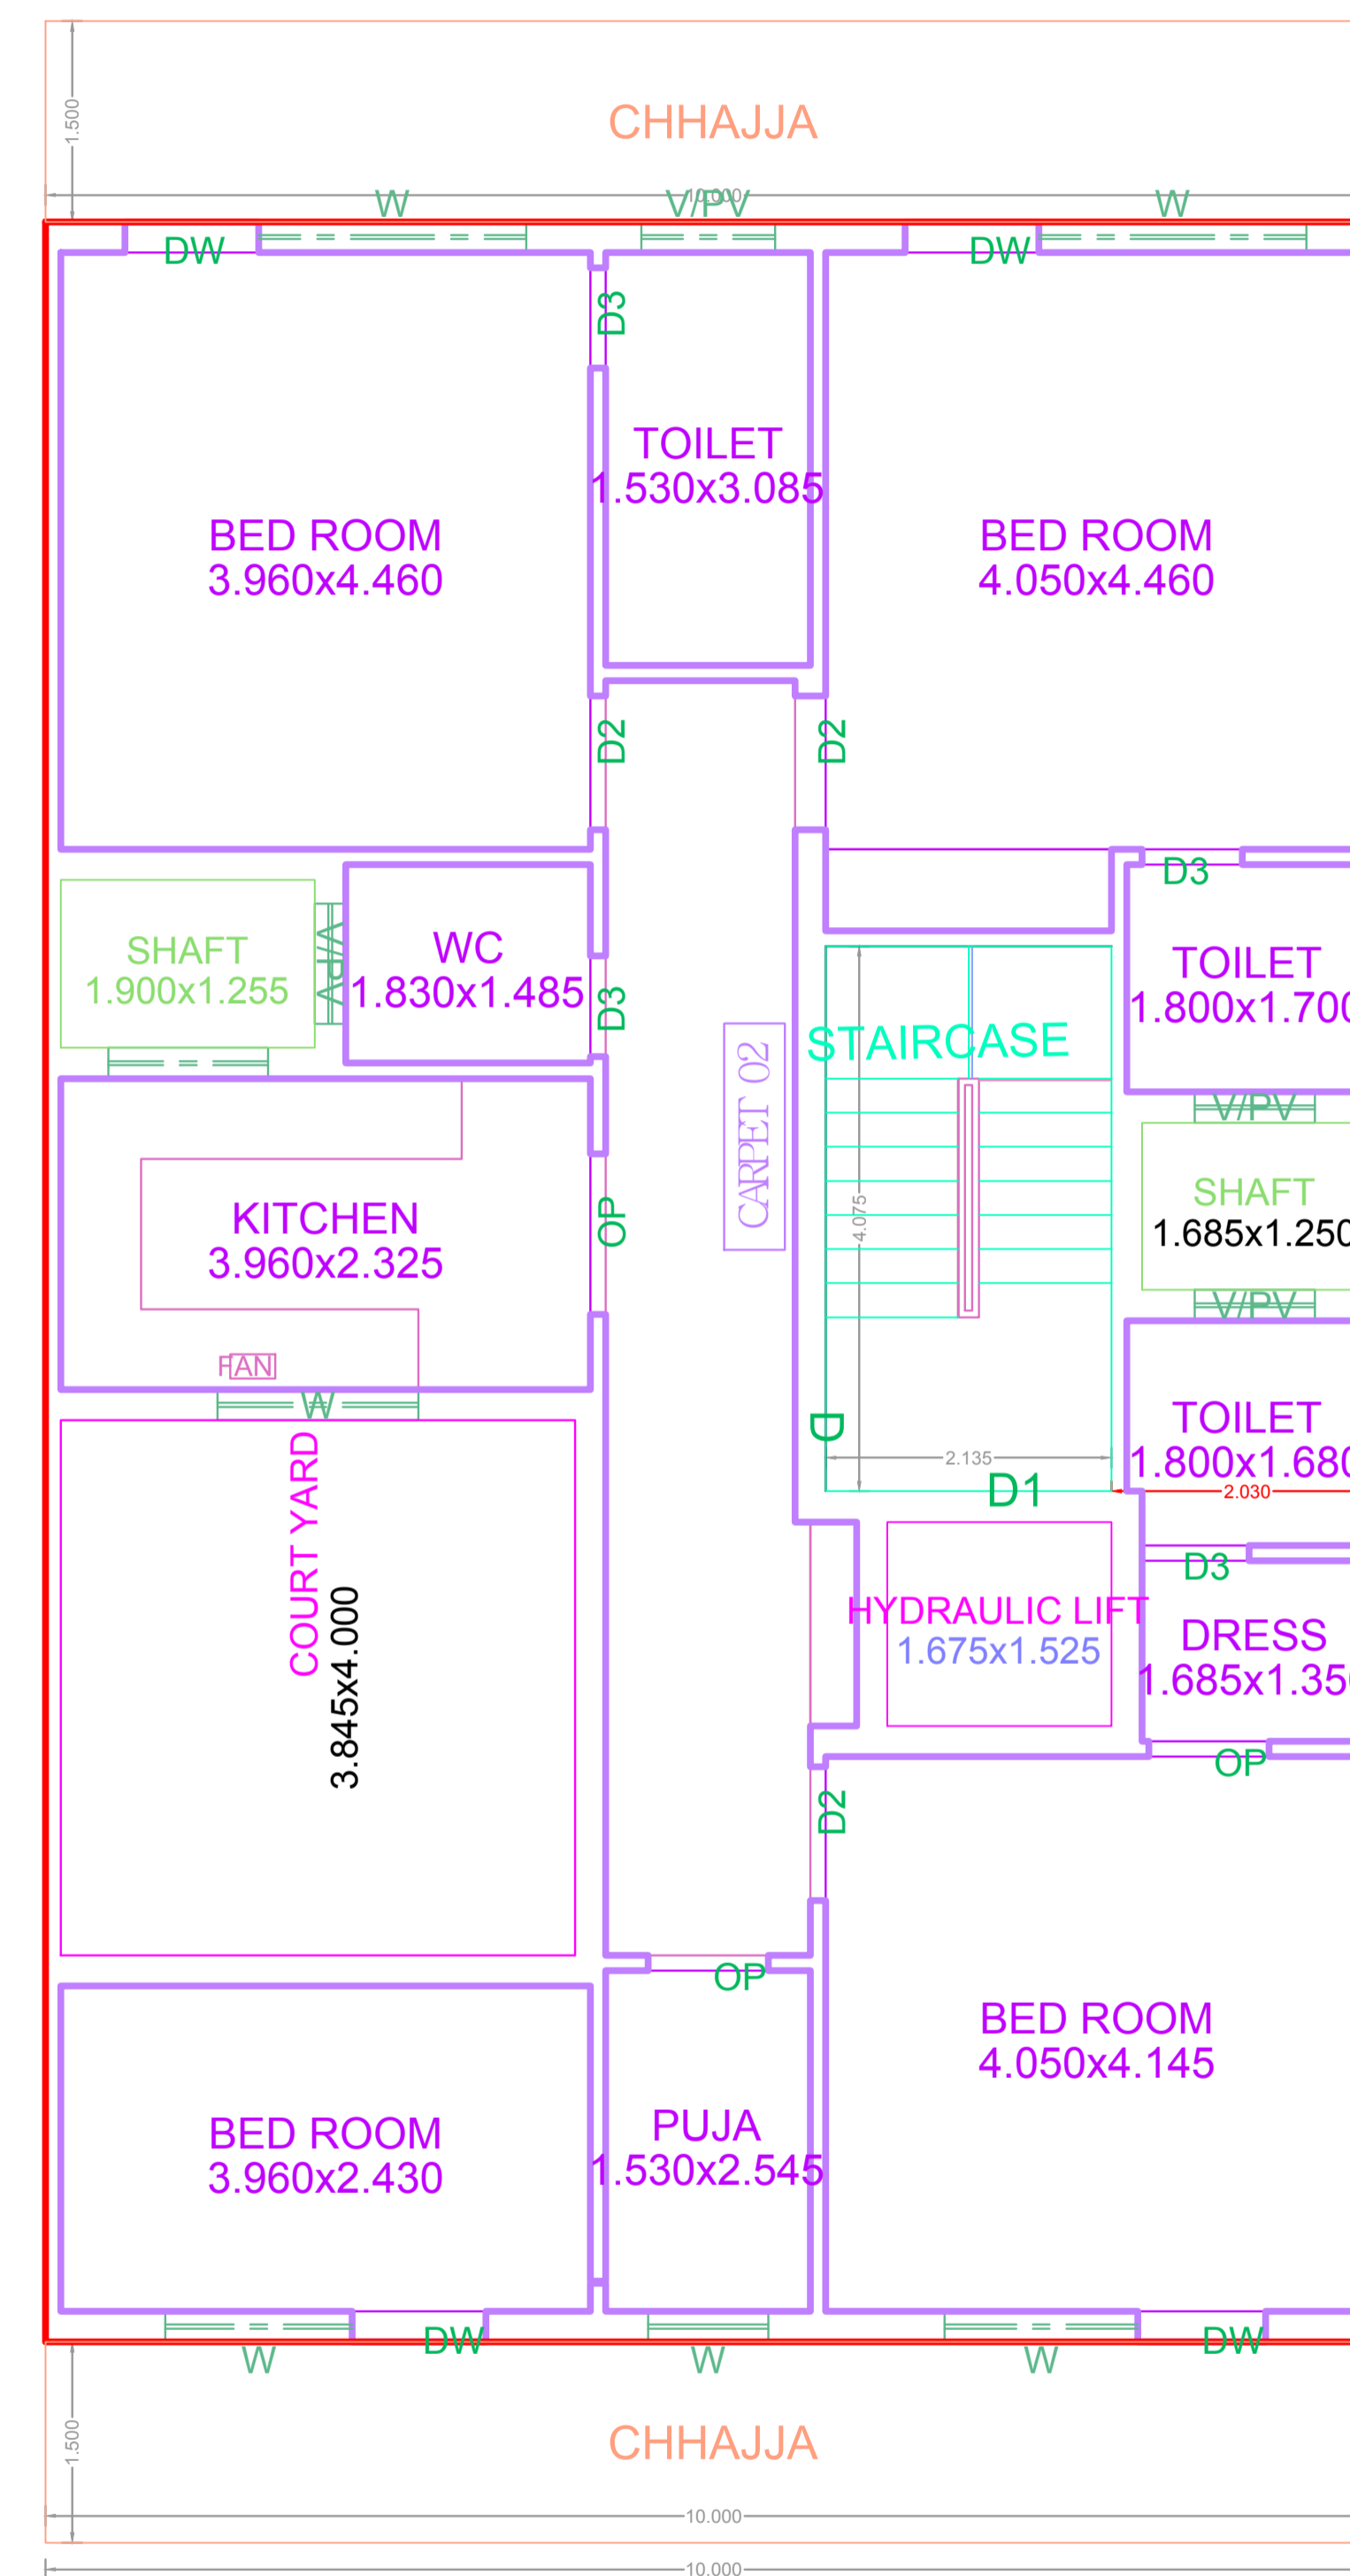 1.500
CHHAJJA
10.000
W
V/PV
W
DW
DW
D3
TOILET
1.530x3.085
BED ROOM
3.960x4.460
BED ROOM
4.050x4.460
D2
D2
D3
SHAFT
1.900x1.255
V/PV
WC
1.830x1.485
D3
TOILET
1.800x1.700
STAIRCASE
CARPET 02
V/PV
SHAFT
1.685x1.250
4.075
KITCHEN
3.960x2.325
OP
V/PV
FAN
W
TOILET
1.800x1.680
D
2.135
D1
2.030
COURT YARD
3.845x4.000
D3
HYDRAULIC LIFT
1.675x1.525
DRESS
1.685x1.350
OP
D2
OP
BED ROOM
4.050x4.145
BED ROOM
3.960x2.430
PUJA
1.530x2.545
DW
DW
W
W
W
1.500
CHHAJJA
10.000
10.000